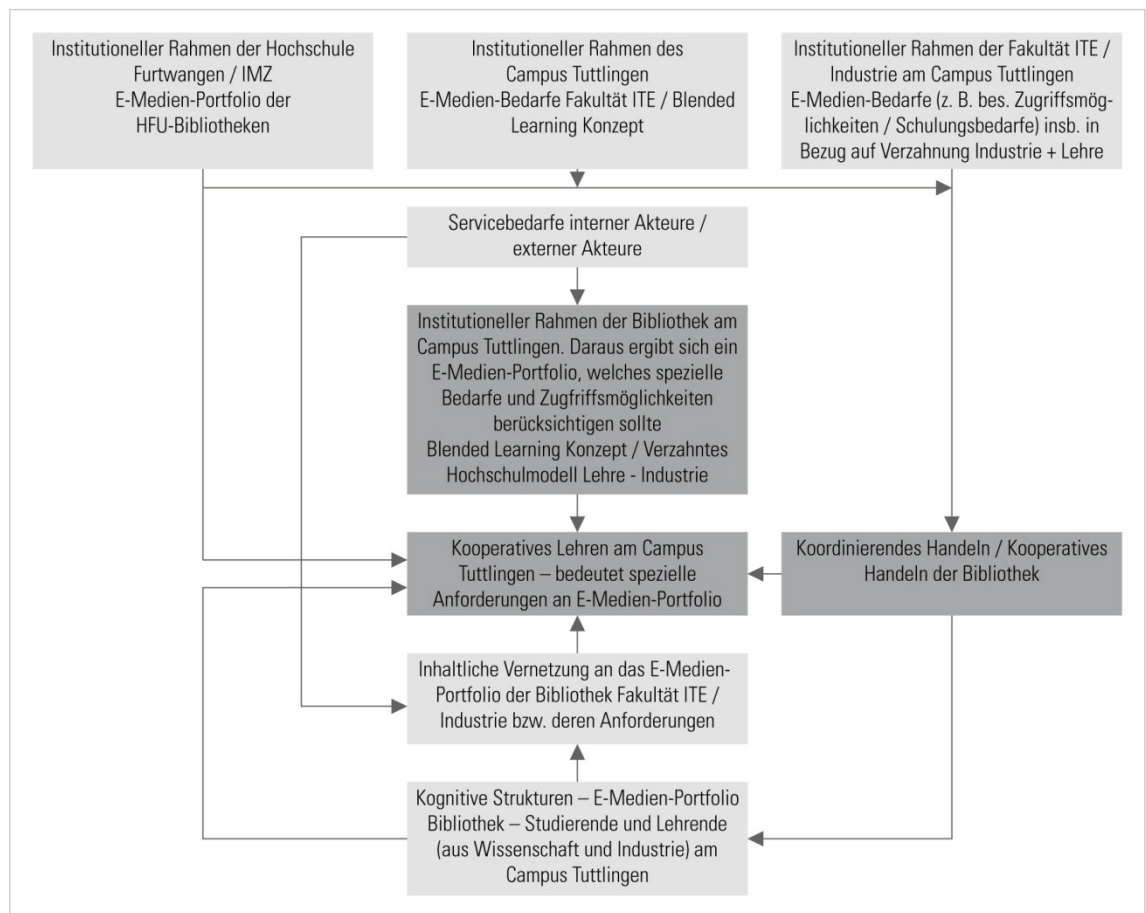 Institutioneller Rahmen der Hochschule
Furtwangen / IMZ
E-Medien-Portfolio der
HFU-Bibliotheken
Institutioneller Rahmen des
Campus Tuttlingen
E-Medien-Bedarfe Fakultät ITE / Blended
Learning Konzept
Institutioneller Rahmen der Fakultät ITE /
Industrie am Campus Tuttlingen
E-Medien-Bedarfe (z. B. bes. Zugriffsmög-
lichkeiten / Schulungsbedarfe) insb. in
Bezug auf Verzahnung Industrie + Lehre
Servicebedarfe interner Akteure /
externer Akteure
Institutioneller Rahmen der Bibliothek am
Campus Tuttlingen. Daraus ergibt sich ein
E-Medien-Portfolio, welches spezielle
Bedarfe und Zugfriffsmöglichkeiten
berücksichtigen sollte
Blended Learning Konzept / Verzahntes
Hochschulmodell Lehre - Industrie
Kooperatives Lehren am Campus
Tuttlingen – bedeutet spezielle
Anforderungen an E-Medien-Portfolio
Koordinierendes Handeln / Kooperatives
Handeln der Bibliothek
Inhaltliche Vernetzung an das E-Medien-
Portfolio der Bibliothek Fakultät ITE /
Industrie bzw. deren Anforderungen
Kognitive Strukturen – E-Medien-Portfolio
Bibliothek – Studierende und Lehrende
(aus Wissenschaft und Industrie) am
Campus Tuttlingen